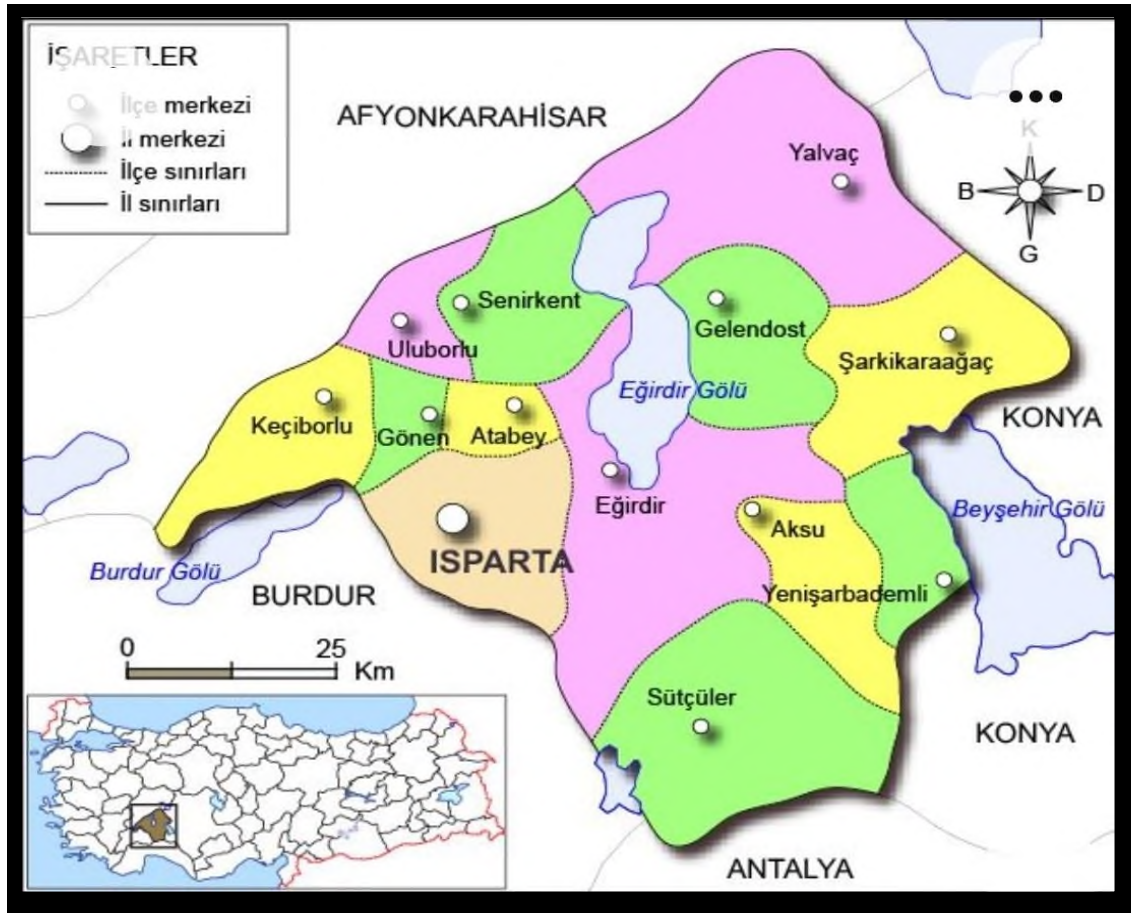 İŞARETLER
İlçe merkezi
İl merkezi
İlçe sınırları
İl sınırları
AFYONKARAHİSAR
•••
K
B D
G
Yalvaç
Senirkent
Gelendost
Uluborlu
Şarkikaraağaç
Eğirdir Gölü
KONYA
Keçiborlu
Gönen
Atabey
Eğirdir
Beyşehir Gölü
Aksu
ISPARTA
Burdur Gölü
BURDUR
Yenişarbademli
0 25
Km
Sütçüler
KONYA
ANTALYA